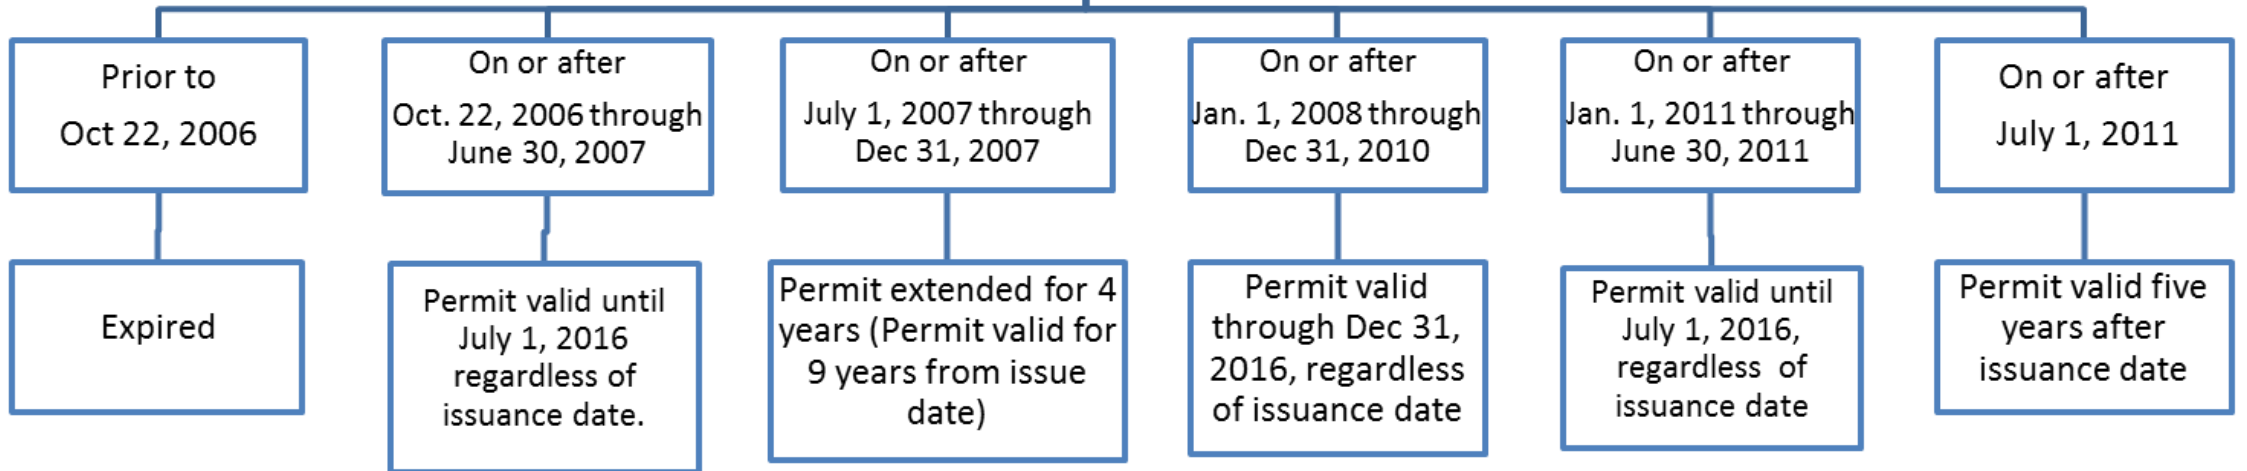 Prior to
Oct 22, 2006
On or after
Oct. 22, 2006 through
June 30, 2007
On or after
July 1, 2007 through
Dec 31, 2007
On or after
Jan. 1, 2008 through
Dec 31, 2010
On or after
Jan. 1, 2011 through
June 30, 2011
On or after
July 1, 2011
Expired
Permit valid until
July 1, 2016
regardless of
issuance date.
Permit extended for 4
years (Permit valid for
9 years from issue
date)
Permit valid
through Dec 31,
2016, regardless
of issuance date
Permit valid until
July 1, 2016,
regardless of
issuance date
Permit valid five
years after
issuance date